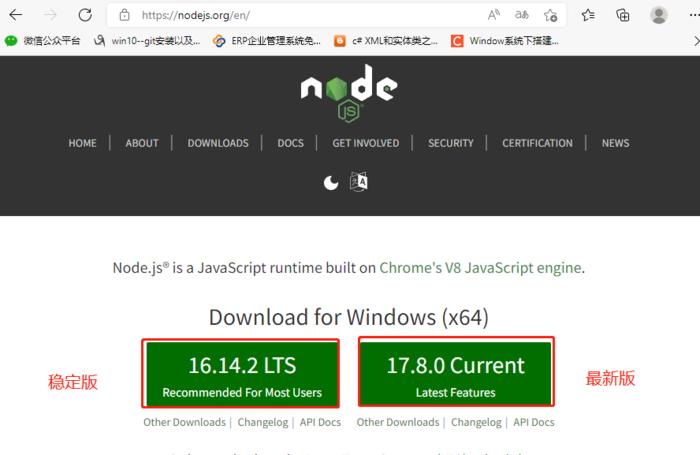 https://nodejs.org/en/
微信公众平台 win10--git安装以及... ERP企业管理系统免... c# XML和实体类之... Window系统下搭建...
node
JS
HOME | ABOUT | DOWNLOADS | DOCS | GET INVOLVED | SECURITY | CERTIFICATION | NEWS
Node.js® is a JavaScript runtime built on Chrome's V8 JavaScript engine.
Download for Windows (x64)
稳定版
16.14.2 LTS
Recommended For Most Users
17.8.0 Current
Latest Features
最新版
Other Downloads | Changelog | API Docs Other Downloads | Changelog | API Docs